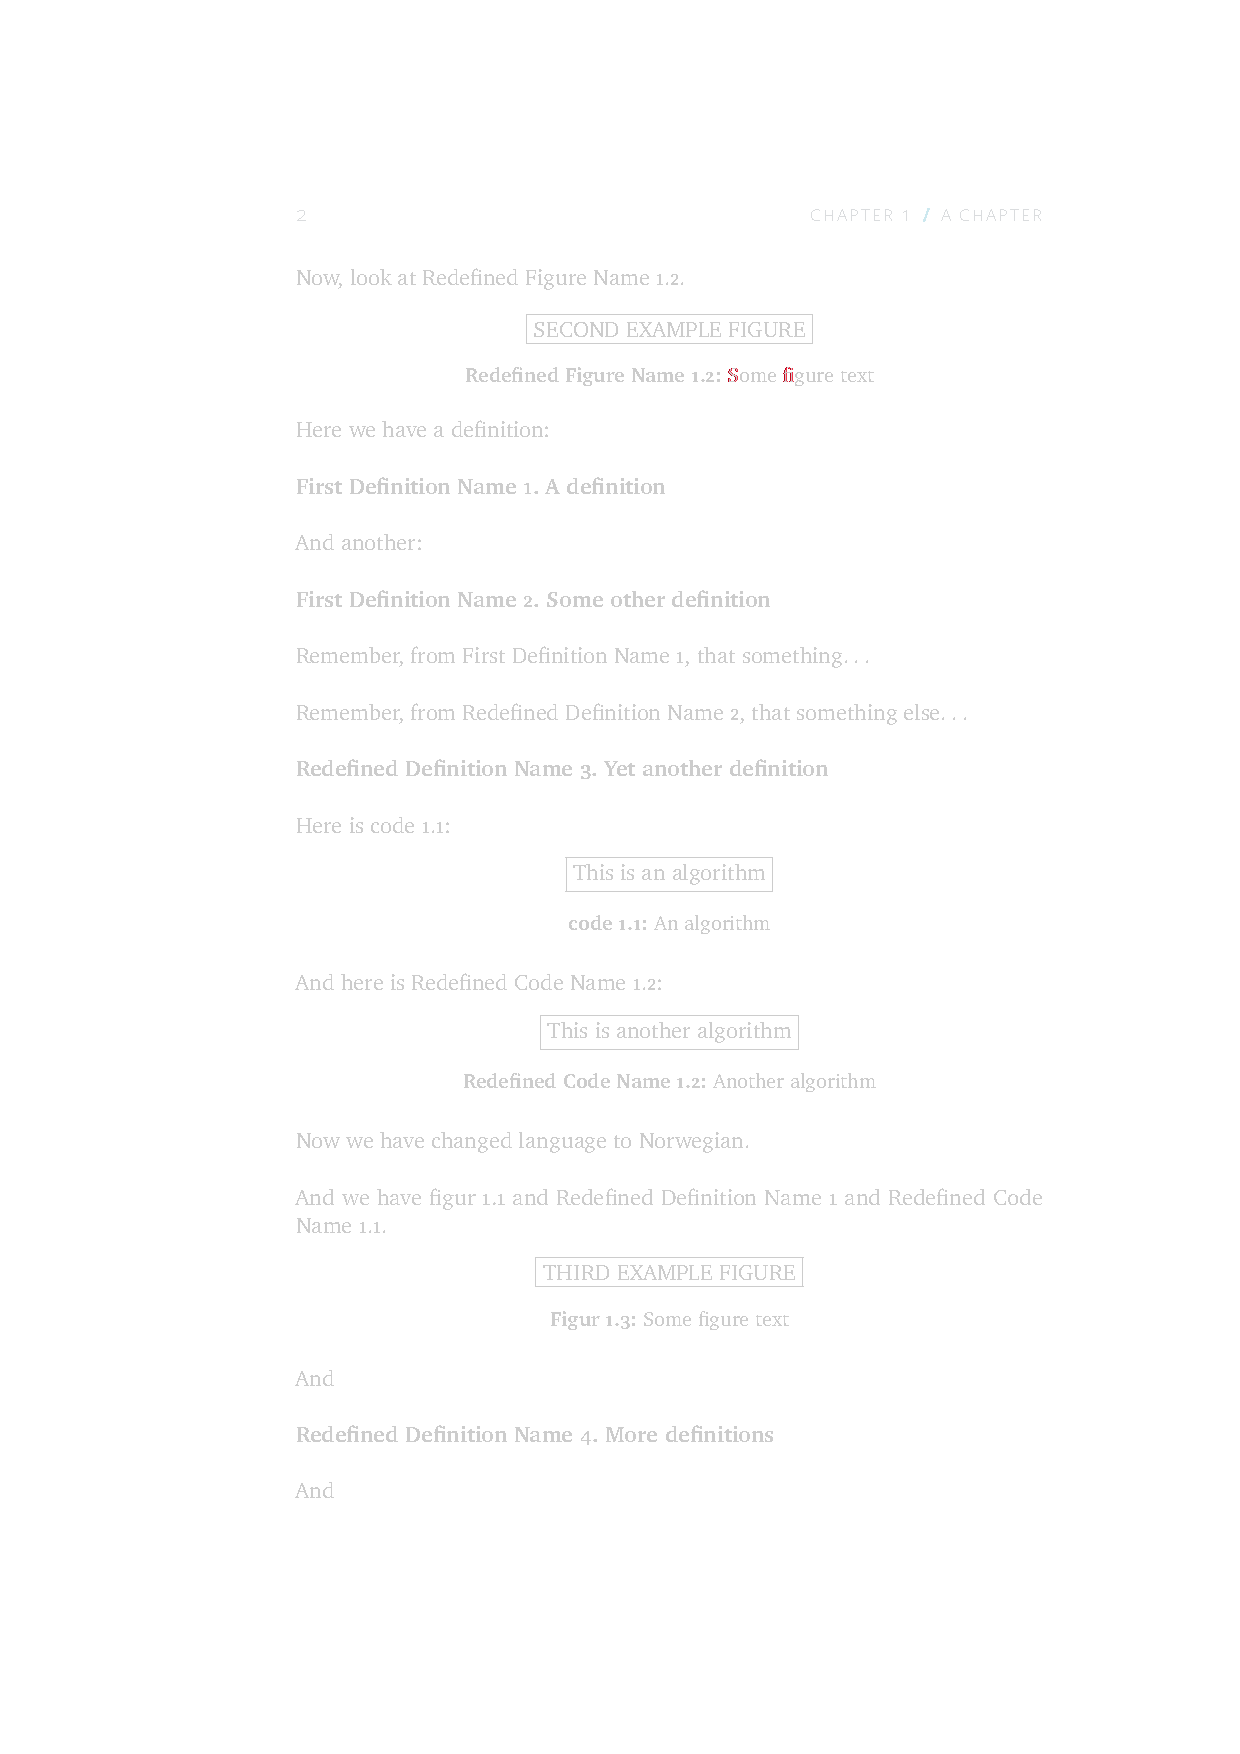 2 CHAPTER 1 / A CHAPTER
Now, look at Redefined Figure Name 1.2.
SECOND EXAMPLE FIGURE
Redefined Figure Name 1.2: Some figure text
Here we have a definition:
First Definition Name 1. A definition
And another:
First Definition Name 2. Some other definition
Remember, from First Definition Name 1, that something. . .
Remember, from Redefined Definition Name 2, that something else. . .
Redefined Definition Name 3. Yet another definition
Here is code 1.1:
This is an algorithm
code 1.1: An algorithm
And here is Redefined Code Name 1.2:
This is another algorithm
Redefined Code Name 1.2: Another algorithm
Now we have changed language to Norwegian.
And we have figur 1.1 and Redefined Definition Name 1 and Redefined Code
Name 1.1.
THIRD EXAMPLE FIGURE
Figur 1.3: Some figure text
And
Redefined Definition Name 4. More definitions
And